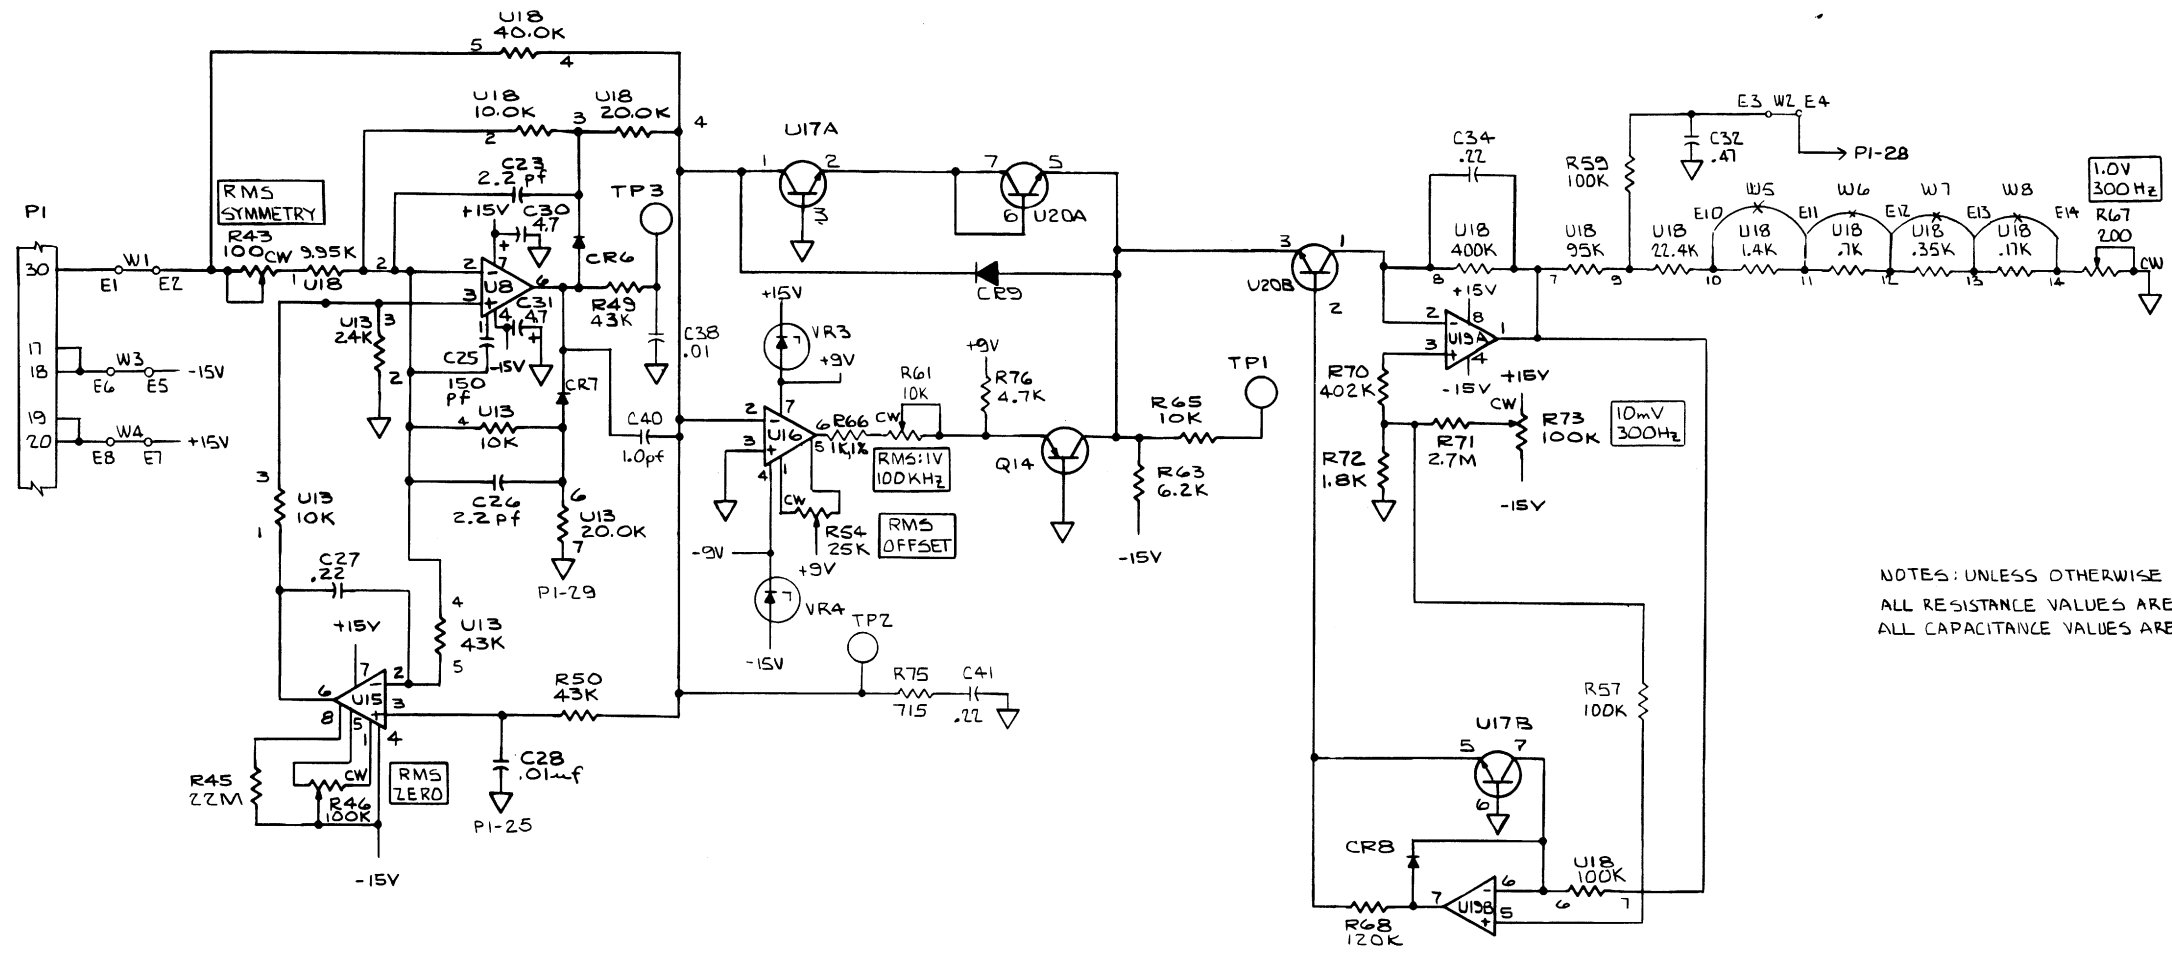 U18
40.0K
5
4
U18
10.0K
2
3
U18
20.0K
4
C23
2.2 pf
+15V
C30
4.7
+
TP3
RMS
SYMMETRY
R43
100
CW
1
9.95K
U18
2
P1
30
E1
W1
E2
17
18
E6
W3
E5
-15V
19
20
E8
W4
E7
+15V
2
7
U8
6
3
1
4
C31
4.7
+
-15V
CR6
R49
43K
C38
.01
U13
24K
3
2
C25
150
pf
CR7
4
U13
10K
C40
1.0pf
C26
2.2pf
6
U13
20.0K
7
P1-29
3
U13
10K
1
C27
.22
+15V
4
U13
43K
5
7
2
6
U15
3
8
5
1
4
R45
22M
CW
R46
100K
RMS
ZERO
-15V
R50
43K
C28
.01uf
P1-25
U17A
1
2
3
7
5
6
U20A
CR9
+15V
VR3
+9V
7
2
U16
3
4
1
6
5
R66
1K,1%
CW
R61
10K
RMS:1V
100KHZ
+9V
R76
4.7K
CW
R54
25K
+9V
RMS
OFFSET
-9V
VR4
-15V
TP2
R75
715
C41
.22
Q14
R65
10K
TP1
R63
6.2K
-15V
3
1
U20B
2
C34
.22
U18
400K
8
7
U18
95K
9
R59
100K
C32
.47
E3 W2 E4
P1-28
U18
22.4K
E10
10
W5
U18
1.4K
E11
11
W6
U18
.7K
E12
12
W7
U18
.35K
E13
13
W8
U18
.17K
E14
14
1.0V
300Hz
R67
200
CW
+15V
8
2
U19A
1
3
4
-15V
R70
402K
R71
2.7M
+15V
CW
R73
100K
-15V
10mV
300Hz
R72
1.8K
R57
100K
U17B
5
7
6
CR8
R68
120K
7
U19B
6
5
U18
100K
6
7
NOTES: UNLESS OTHERWISE
ALL RESISTANCE VALUES ARE
ALL CAPACITANCE VALUES ARE